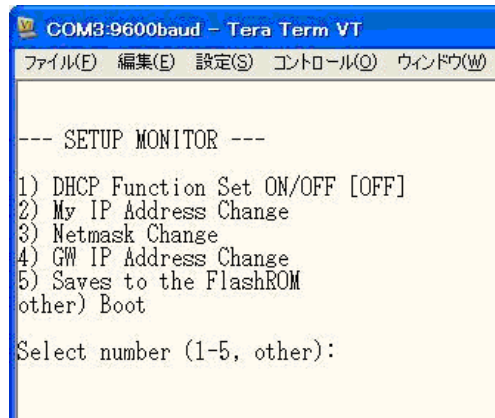 COM3:9600baud - Tera Term VT
ファイル(F) 編集(E) 設定(S) コントロール(O) ウィンドウ(W)
--- SETUP MONITOR ---
1) DHCP Function Set ON/OFF [OFF]
2) My IP Address Change
3) Netmask Change
4) GW IP Address Change
5) Saves to the FlashROM
other) Boot
Select number (1-5, other):